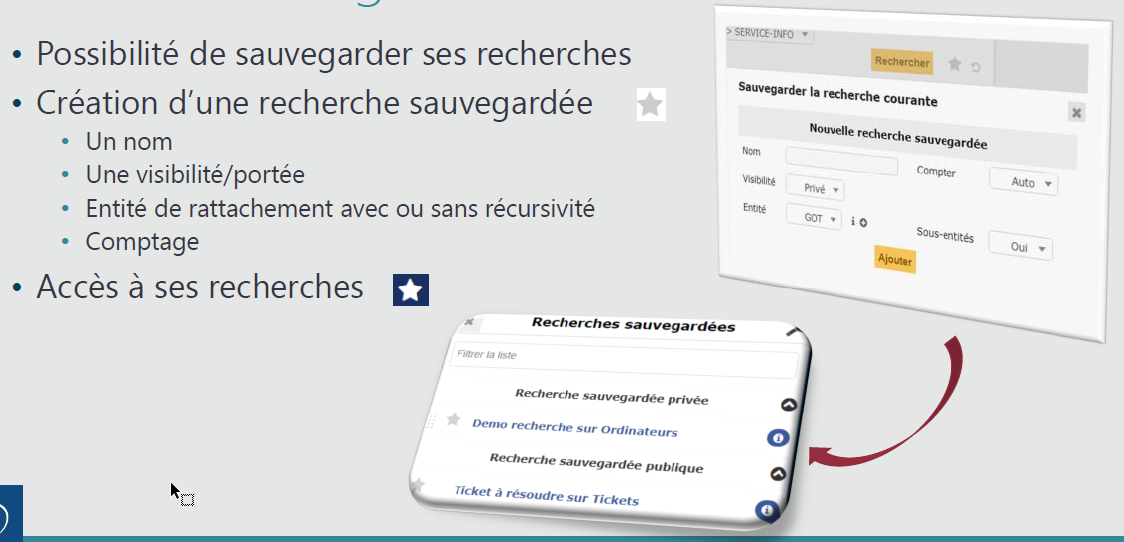 Possibilité de sauvegarder ses recherches
Création d’une recherche sauvegardée
Un nom
Une visibilité/portée
Entité de rattachement avec ou sans récursivité
Comptage
Accès à ses recherches
> SERVICE-INFO
Rechercher
Sauvegarder la recherche courante
Nouvelle recherche sauvegardée
Nom
Compter Auto
Visibilité Privé
Entité GOT
Sous-entités Oui
Ajouter
Recherches sauvegardées
Filtrer la liste
Recherche sauvegardée privée
Demo recherche sur Ordinateurs
Recherche sauvegardée publique
Ticket à résoudre sur Tickets